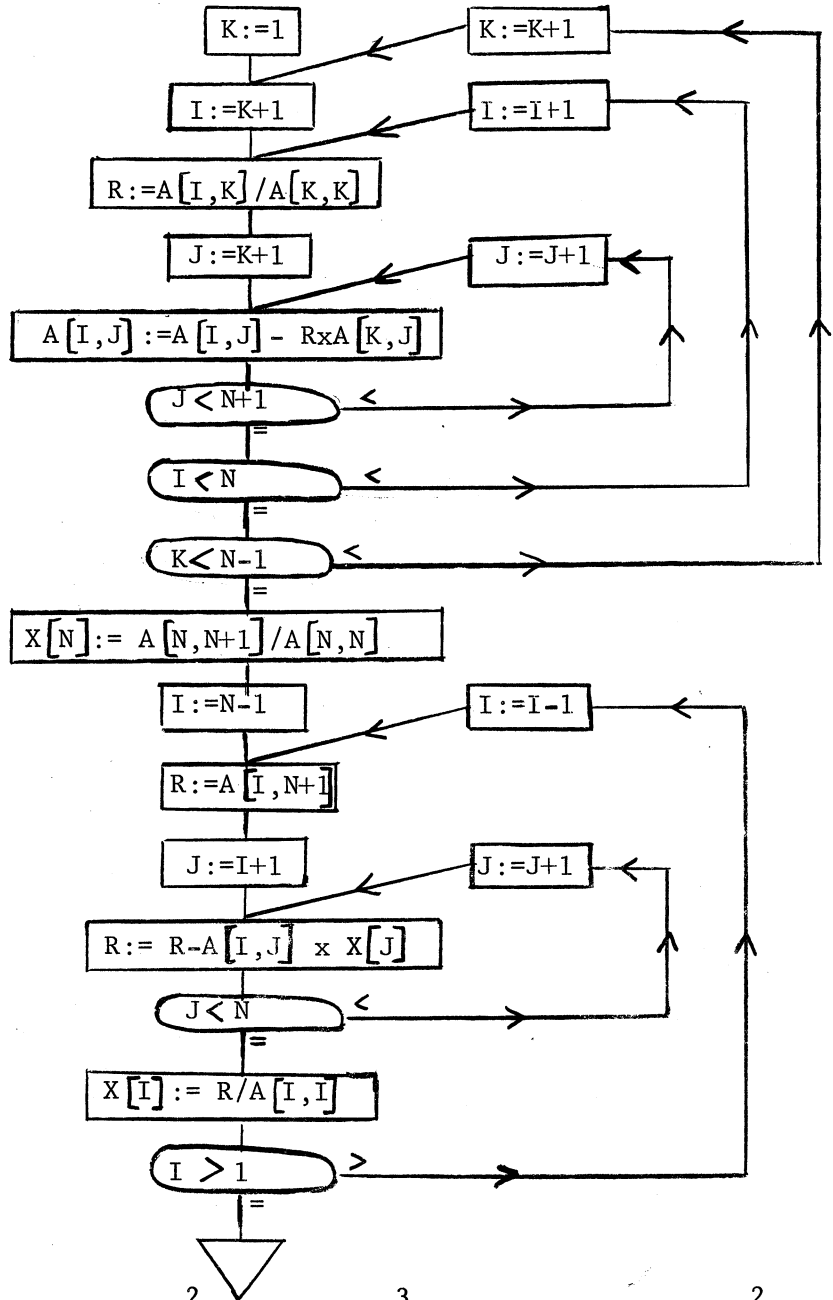 K:=1
K:=K+1
I:=K+1
I:=I+1
R:=A[I,K]/A[K,K]
J:=K+1
J:=J+1
A[I,J]:=A[I,J]- RxA[K,J]
J<N+1
<
=
I<N
<
=
K<N-1
<
=
X[N]:= A[N,N+1]/A[N,N]
I:=N-1
I:=I-1
R:=A[I,N+1]
J:=I+1
J:=J+1
R:= R-A[I,J] x X[J]
J<N
<
=
X[I]:= R/A[I,I]
I >1
>
=
2 3 2